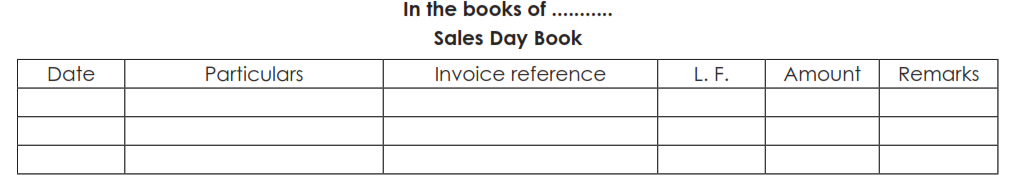 In the books of ...........
Sales Day Book
Date Particulars Invoice reference L. F. Amount Remarks